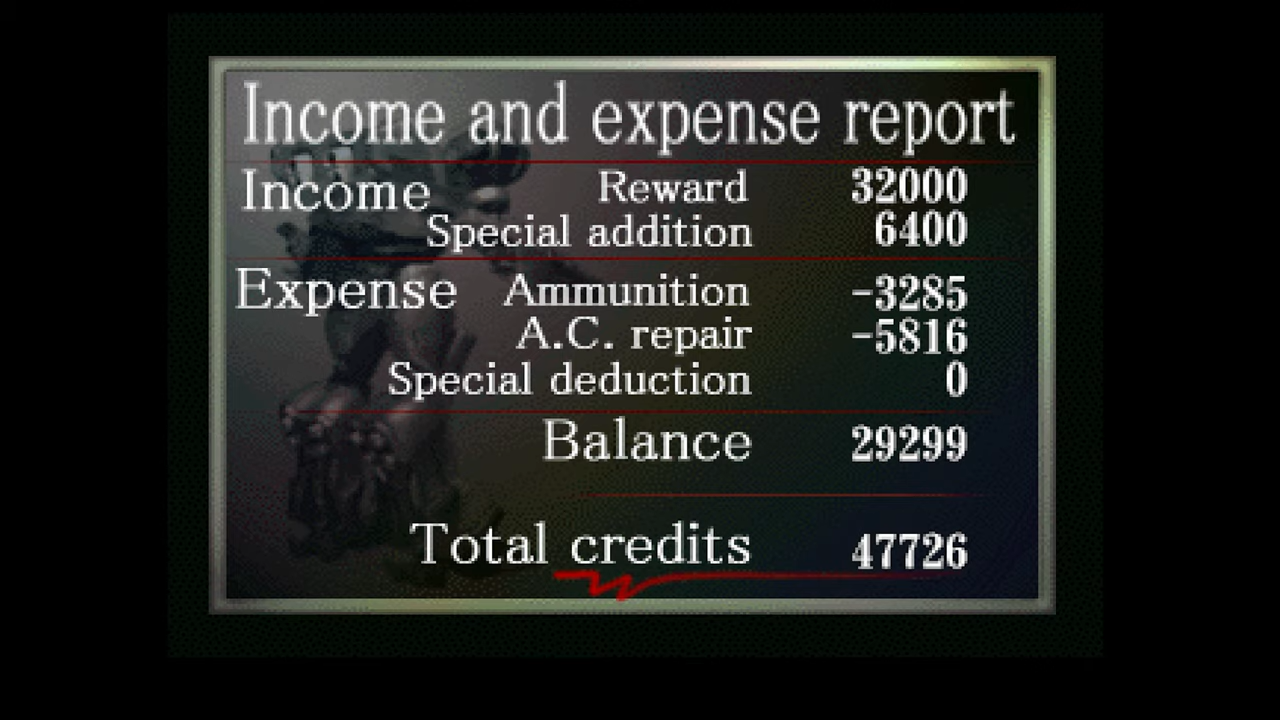 Income and expense report
Income Reward 32000
Special addition 6400
Expense Ammunition -3285
A.C. repair -5816
Special deduction 0
Balance 29299
Total credits 47726